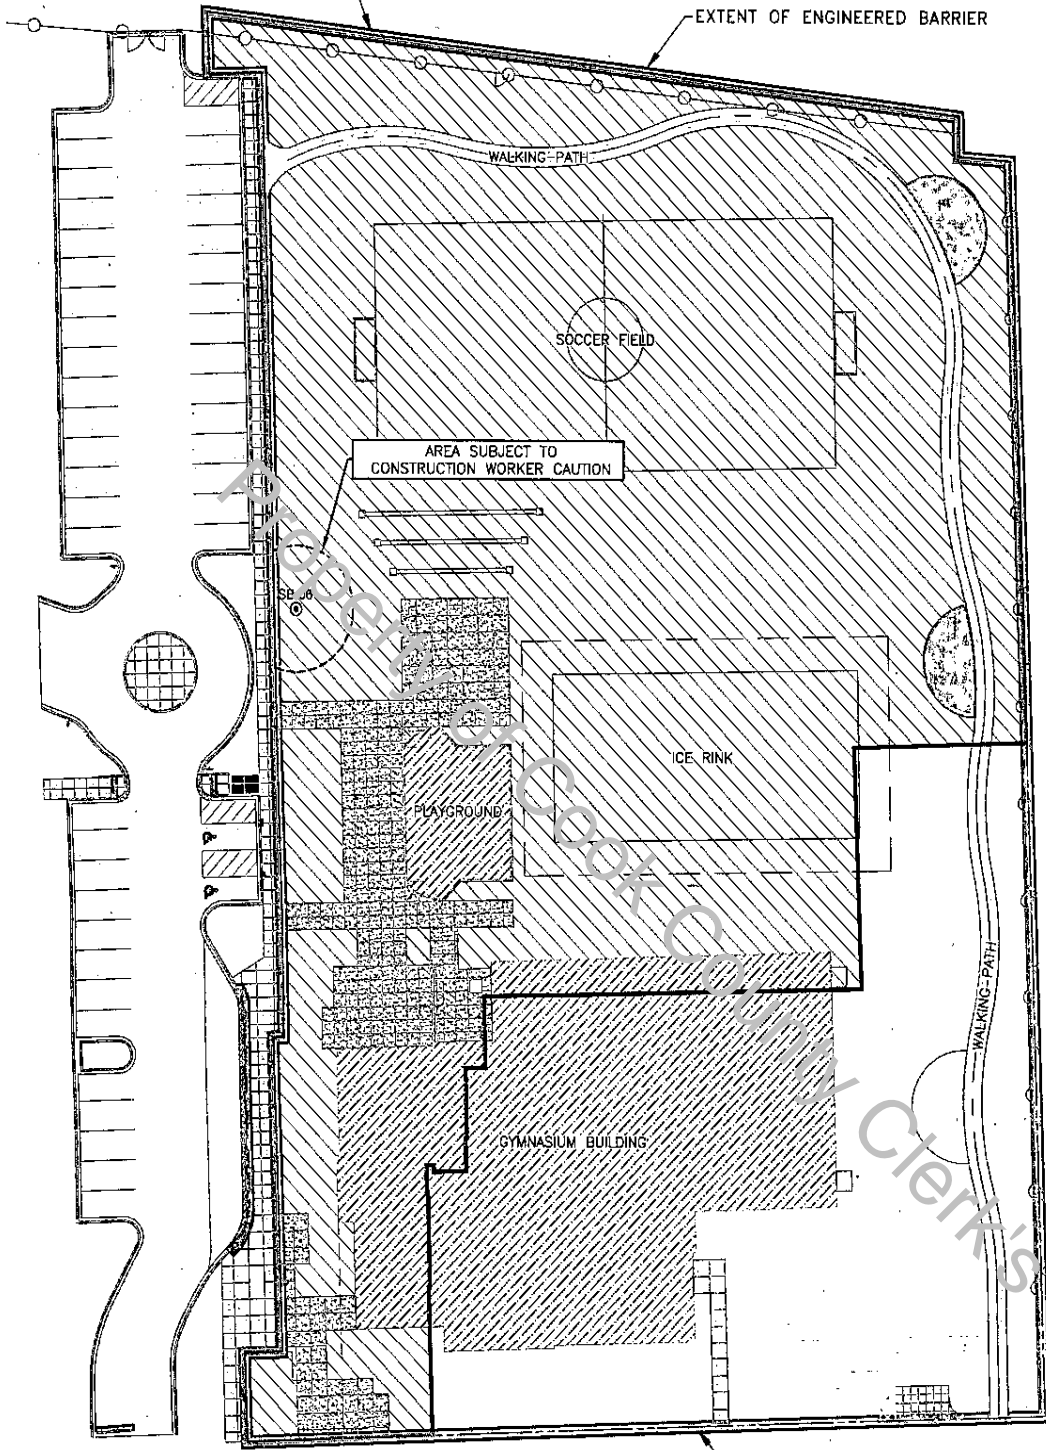 EXTENT OF ENGINEERED BARRIER
WALKING PATH
SOCCER FIELD
AREA SUBJECT TO
CONSTRUCTION WORKER CAUTION
ICE RINK
PLAYGROUND
WALKING PATH
GYMNASIUM BUILDING
Property of Cook County Clerk's